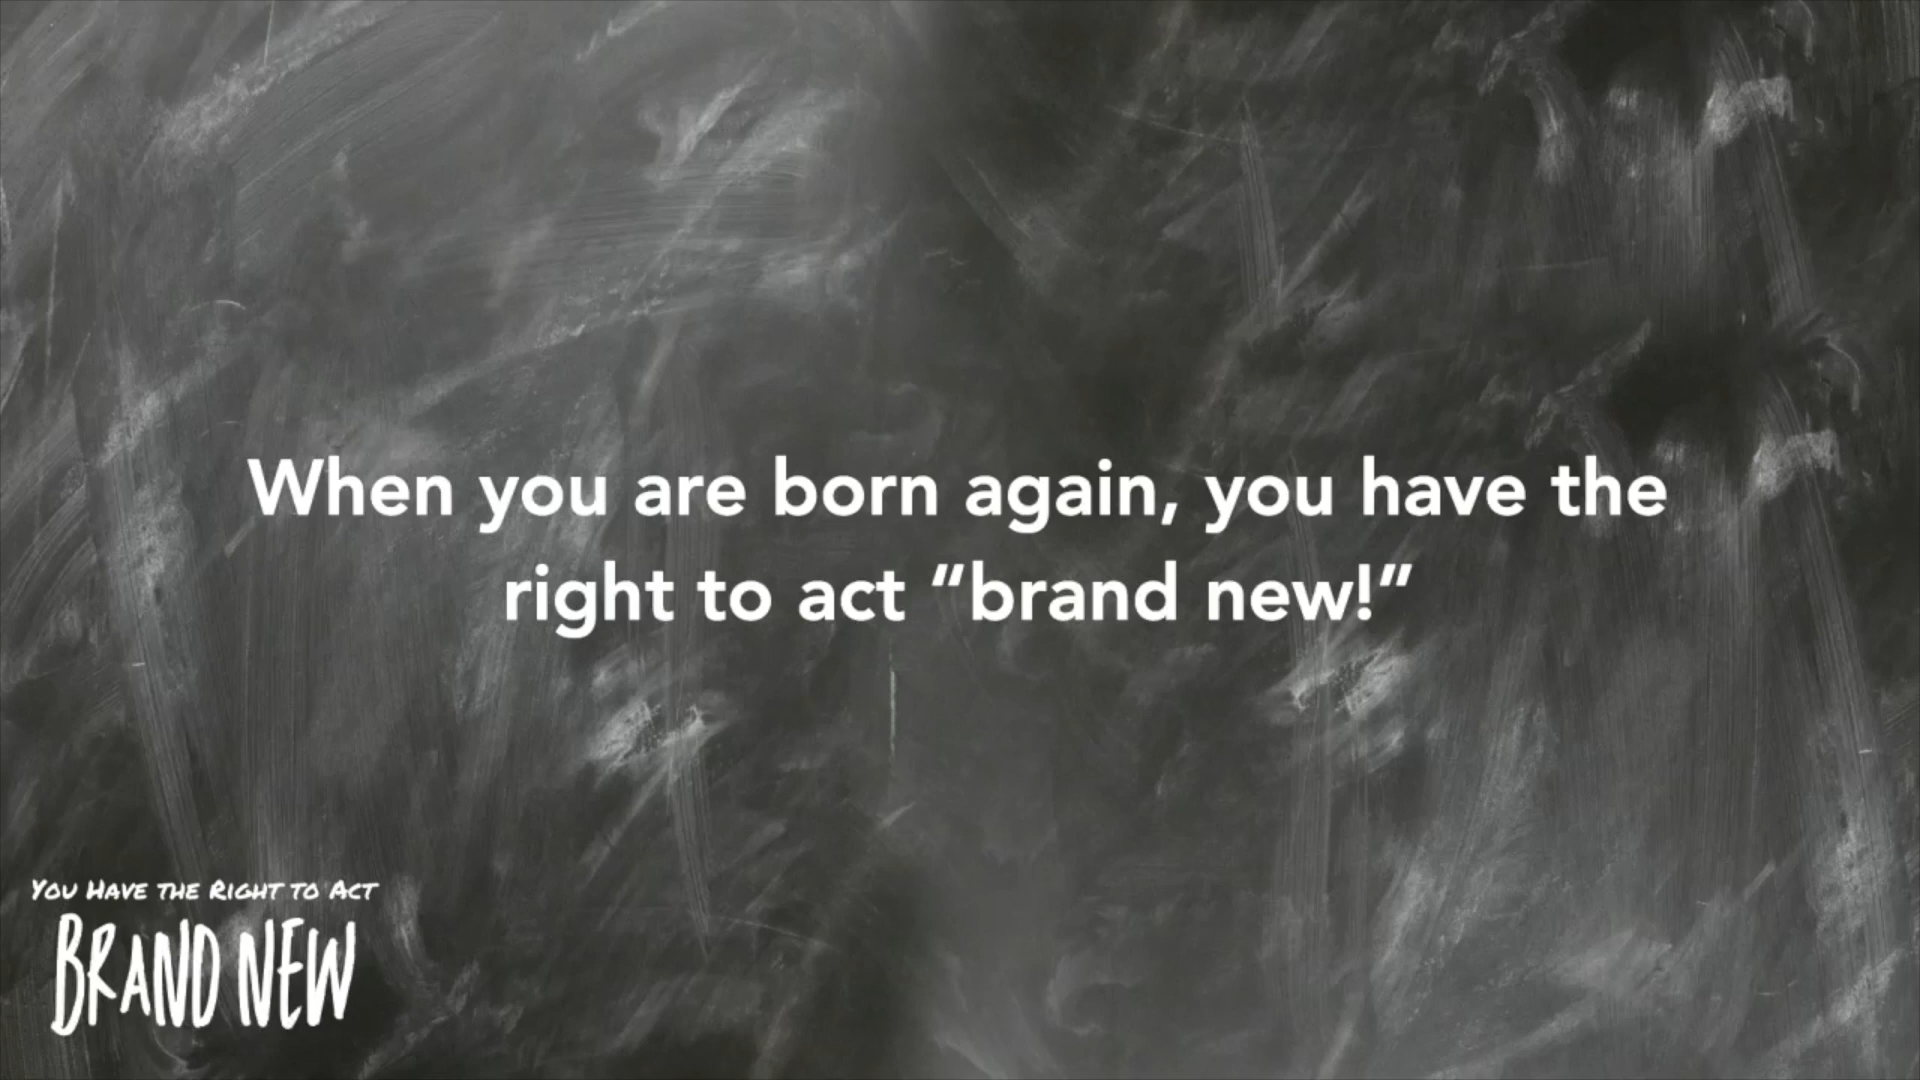 When you are born again, you have the
right to act “brand new!”
You Have the Right to Act
BRAND NEW